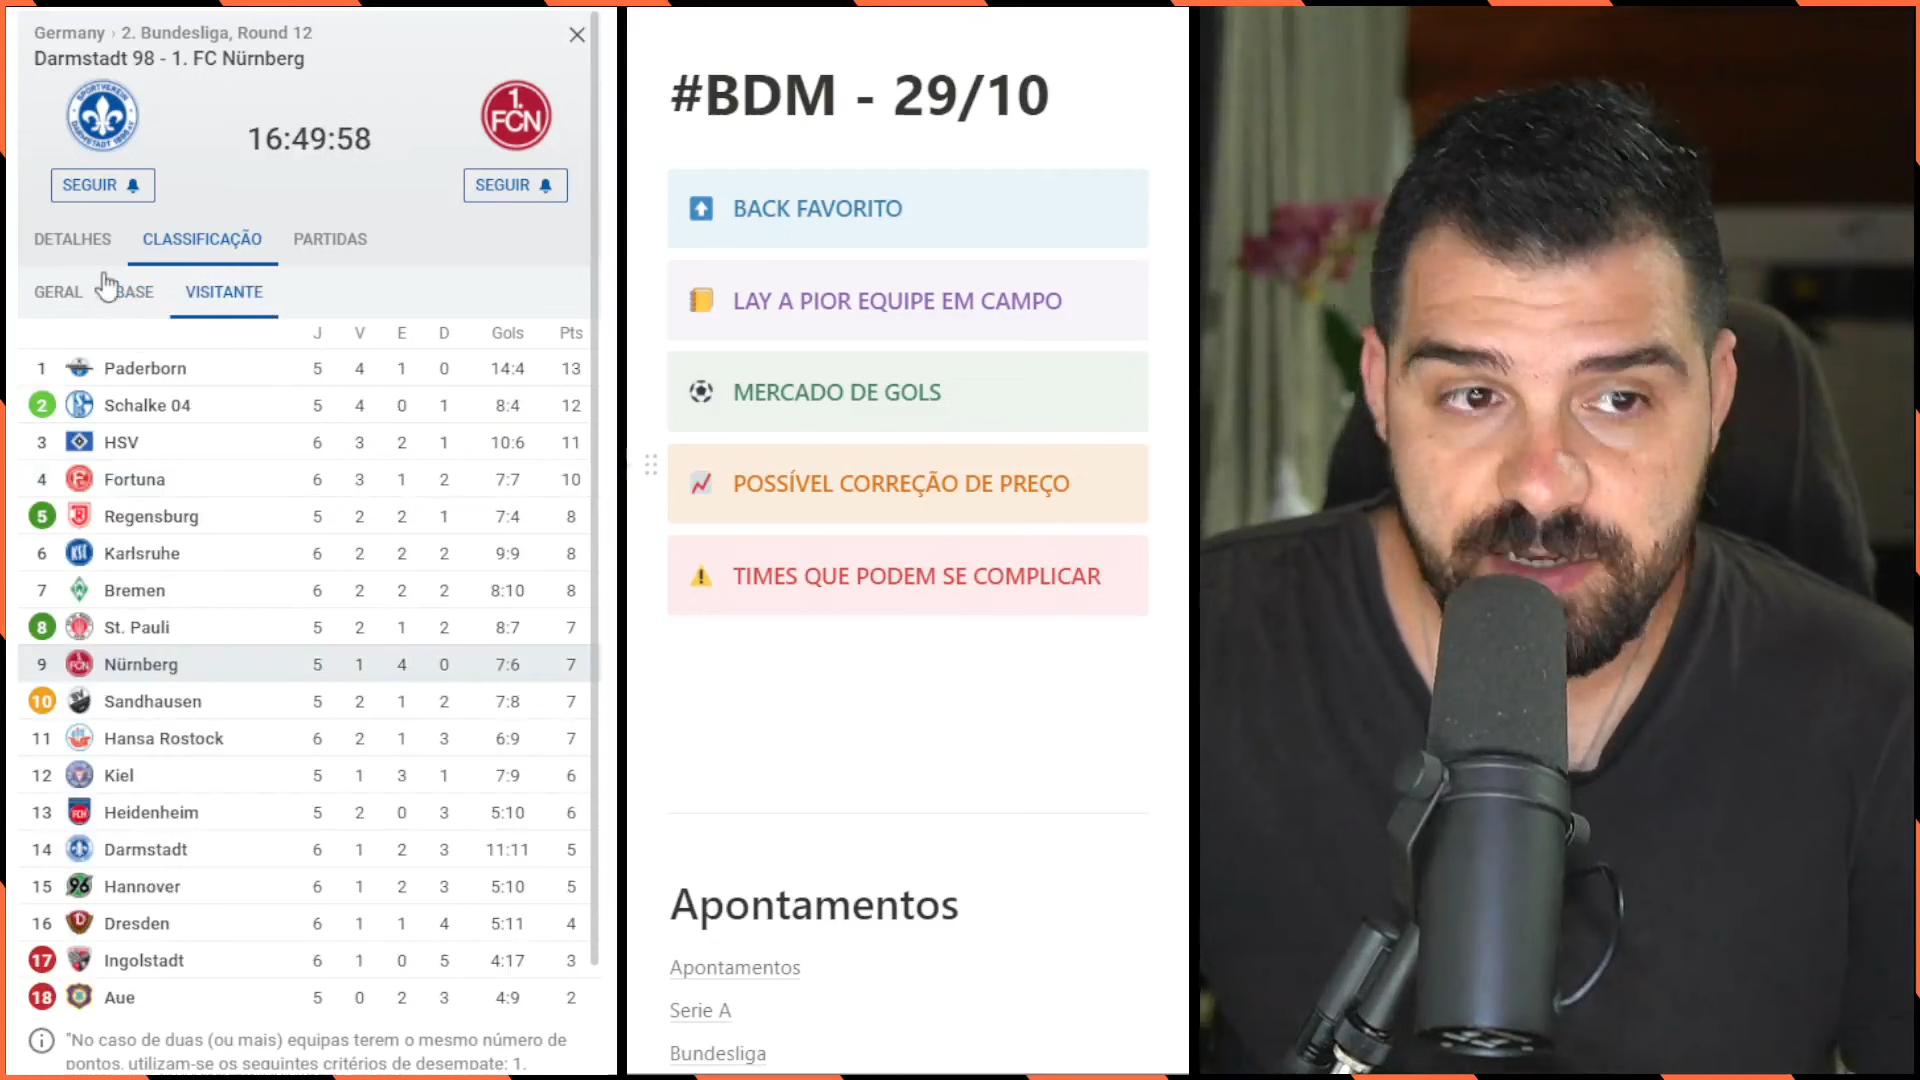 Germany › 2. Bundesliga, Round 12
Darmstadt 98 - 1. FC Nürnberg
SPORTVEREIN
DARMSTADT 1898 e.V.
16:49:58
1. FCN
SEGUIR
SEGUIR
DETALHES CLASSIFICAÇÃO PARTIDAS
GERAL BASE VISITANTE
J V E D Gols Pts
1 Paderborn 5 4 1 0 14:4 13
2 Schalke 04 5 4 0 1 8:4 12
3 HSV 6 3 2 1 10:6 11
4 Fortuna 6 3 1 2 7:7 10
5 Regensburg 5 2 2 1 7:4 8
6 Karlsruhe 6 2 2 2 9:9 8
7 Bremen 6 2 2 2 8:10 8
8 St. Pauli 5 2 1 2 8:7 7
9 Nürnberg 5 1 4 0 7:6 7
10 Sandhausen 5 2 1 2 7:8 7
11 Hansa Rostock 6 2 1 3 6:9 7
12 Kiel 5 1 3 1 7:9 6
13 Heidenheim 5 2 0 3 5:10 6
14 Darmstadt 6 1 2 3 11:11 5
15 Hannover 6 1 2 3 5:10 5
16 Dresden 6 1 1 4 5:11 4
17 Ingolstadt 6 1 0 5 4:17 3
18 Aue 5 0 2 3 4:9 2
"No caso de duas (ou mais) equipas terem o mesmo número de
pontos, utilizam-se os seguintes critérios de desempate: 1.
#BDM - 29/10
BACK FAVORITO
LAY A PIOR EQUIPE EM CAMPO
MERCADO DE GOLS
POSSÍVEL CORREÇÃO DE PREÇO
TIMES QUE PODEM SE COMPLICAR
Apontamentos
Apontamentos
Serie A
Bundesliga